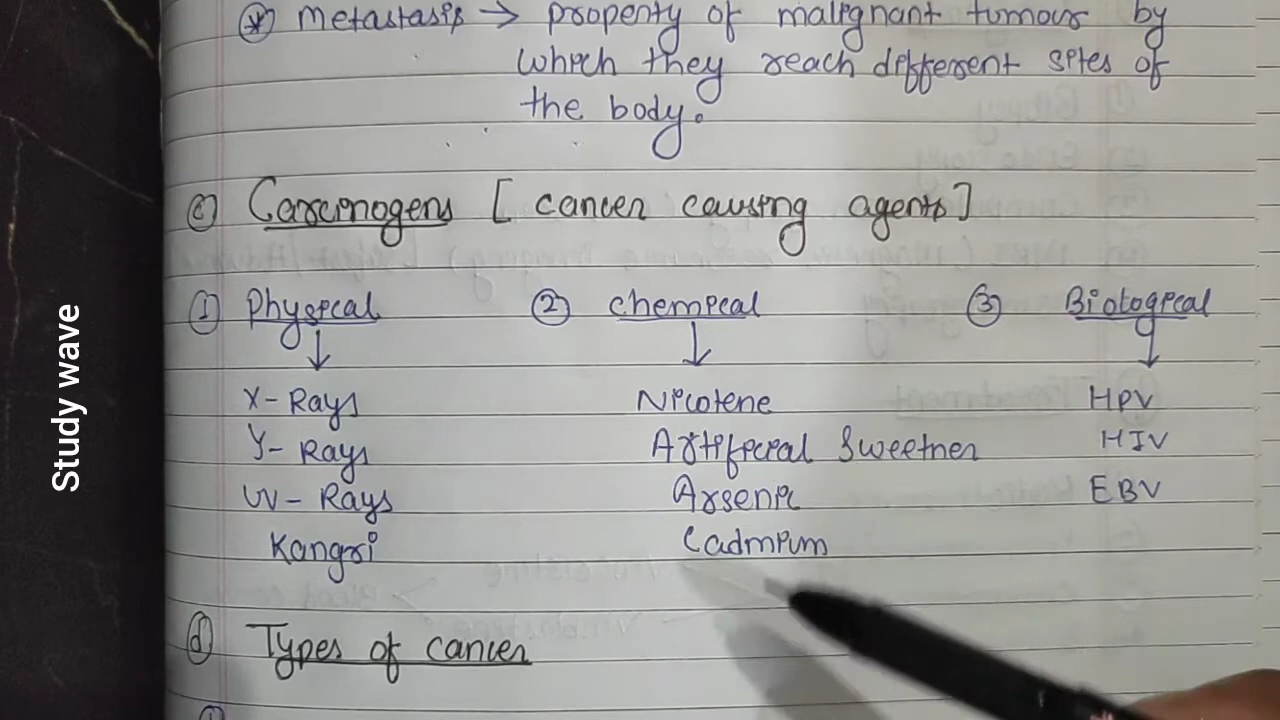 * Metastasis → property of malignant tumour by
which they reach different sites of
the body.
c) Carcinogens [ cancer causing agents ]
① Physical ② chemical ③ Biological
↓ ↓ ↓
X- Rays Nicotene HPV
γ- Rays Artificial Sweetner HIV
UV- Rays Arsenic EBV
Kangri Cadmium
d) Types of cancer
Study wave